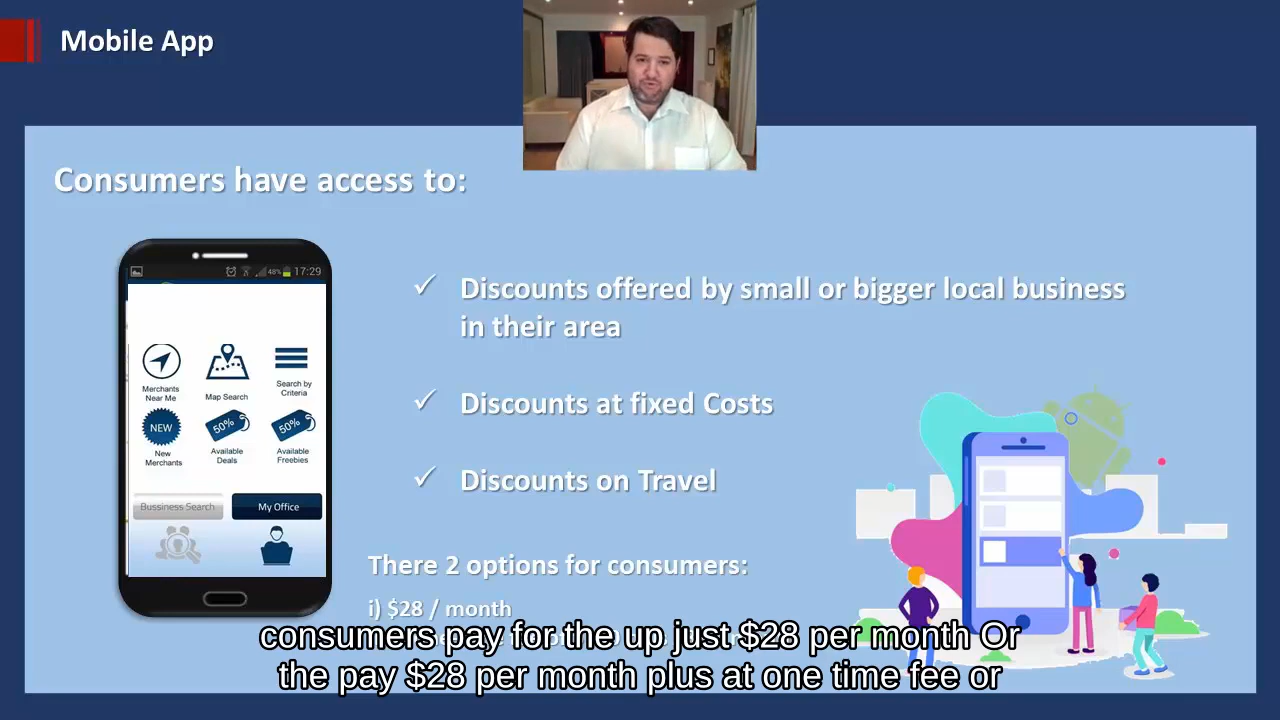 Mobile App
Consumers have access to:
48% 17:29
Merchants
Near Me
Map Search
Search by
Criteria
NEW
50%
50%
New
Merchants
Available
Deals
Available
Freebies
Bussiness Search
My Office
✓ Discounts offered by small or bigger local business
in their area
✓ Discounts at fixed Costs
✓ Discounts on Travel
There 2 options for consumers:
i) $28 / month
consumers pay for the up just $28 per month Or
the pay $28 per month plus at one time fee or